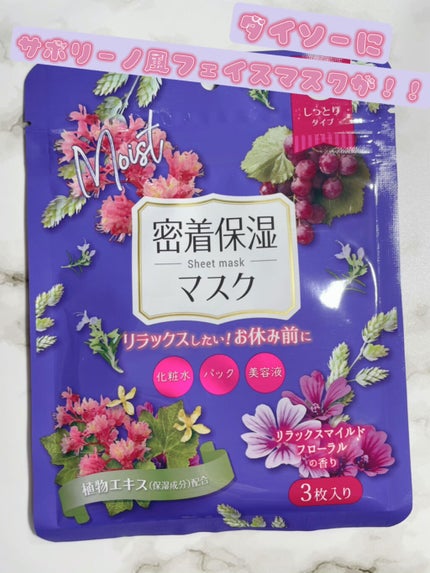 ダイソーに
サボリーノ風フェイスマスクが！！
しっとり
タイプ
Moist
密着保湿
Sheet mask
マスク
リラックスしたい！お休み前に
化粧水
パック
美容液
植物エキス(保湿成分)配合
リラックスマイルド
フローラル
の香り
3枚入り